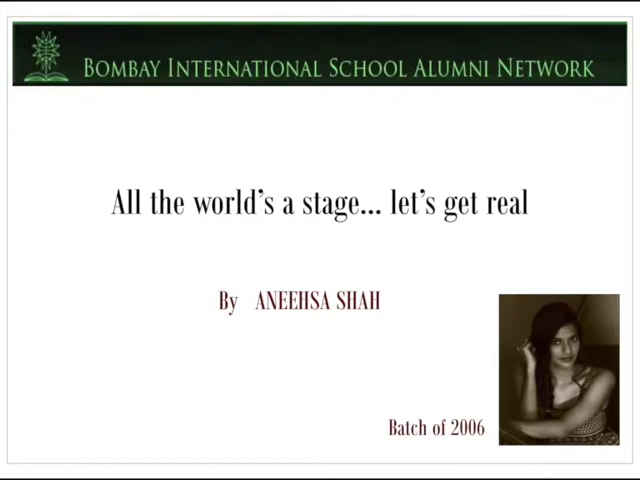 BOMBAY INTERNATIONAL SCHOOL ALUMNI NETWORK
All the world's a stage... let's get real
By ANEEHSA SHAH
Batch of 2006